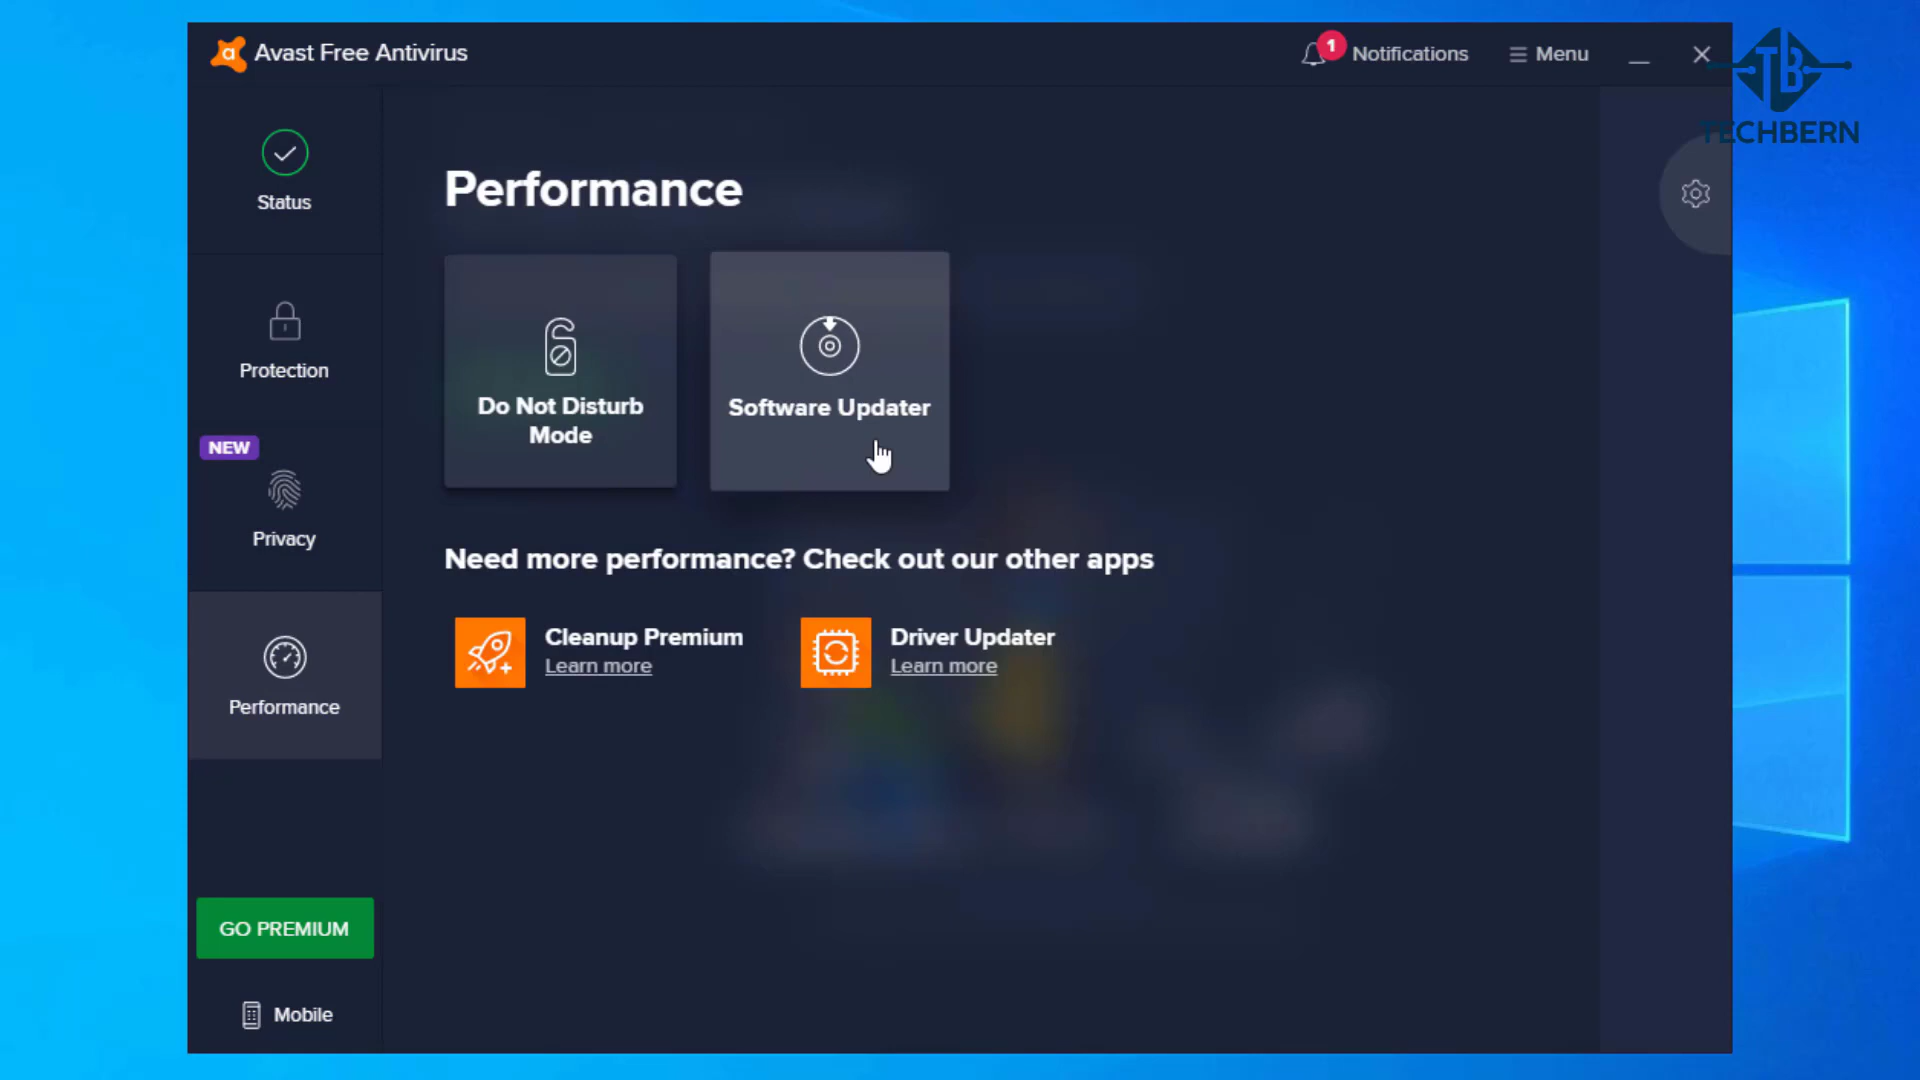 Avast Free Antivirus
1
Notifications
Menu
TB
TECHBERN
Status
Protection
NEW
Privacy
Performance
GO PREMIUM
Mobile
Performance
Do Not Disturb
Mode
Software Updater
Need more performance? Check out our other apps
Cleanup Premium
Learn more
Driver Updater
Learn more